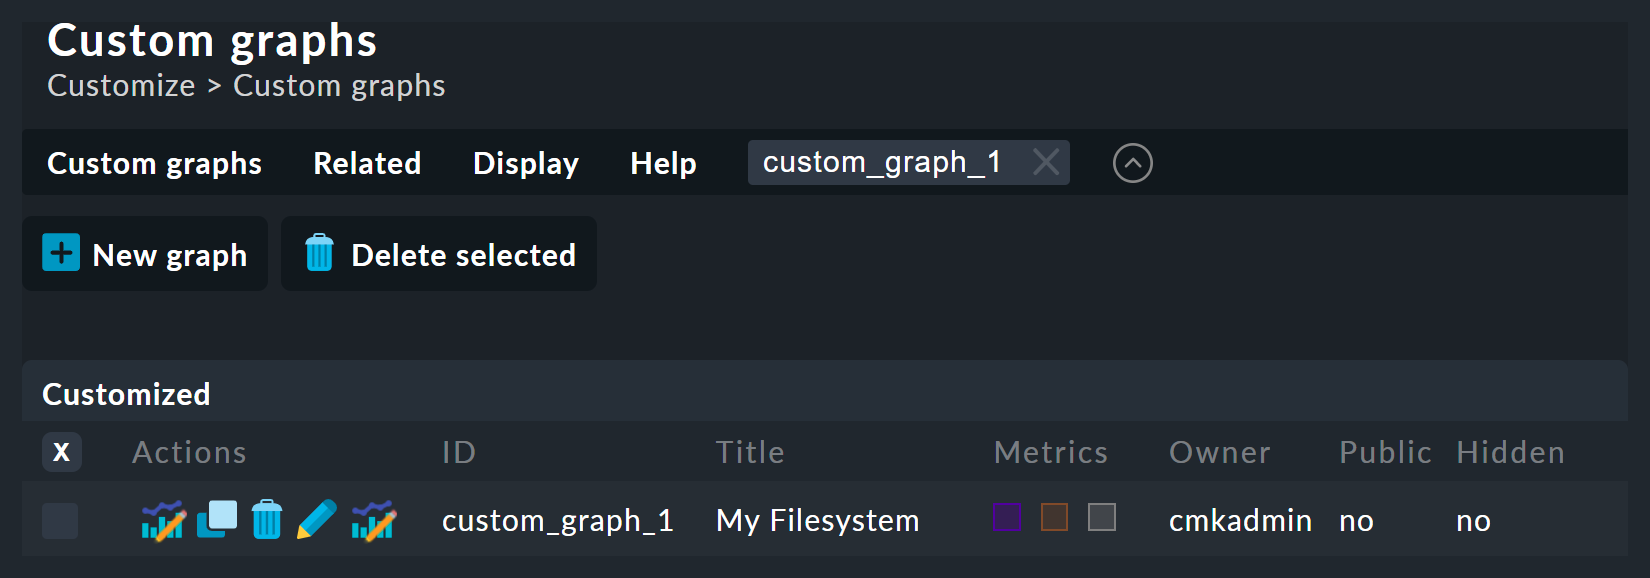 Custom graphs
Customize > Custom graphs
Custom graphs Related Display Help custom_graph_1
New graph Delete selected
Customized
X Actions ID Title Metrics Owner Public Hidden
custom_graph_1 My Filesystem cmkadmin no no